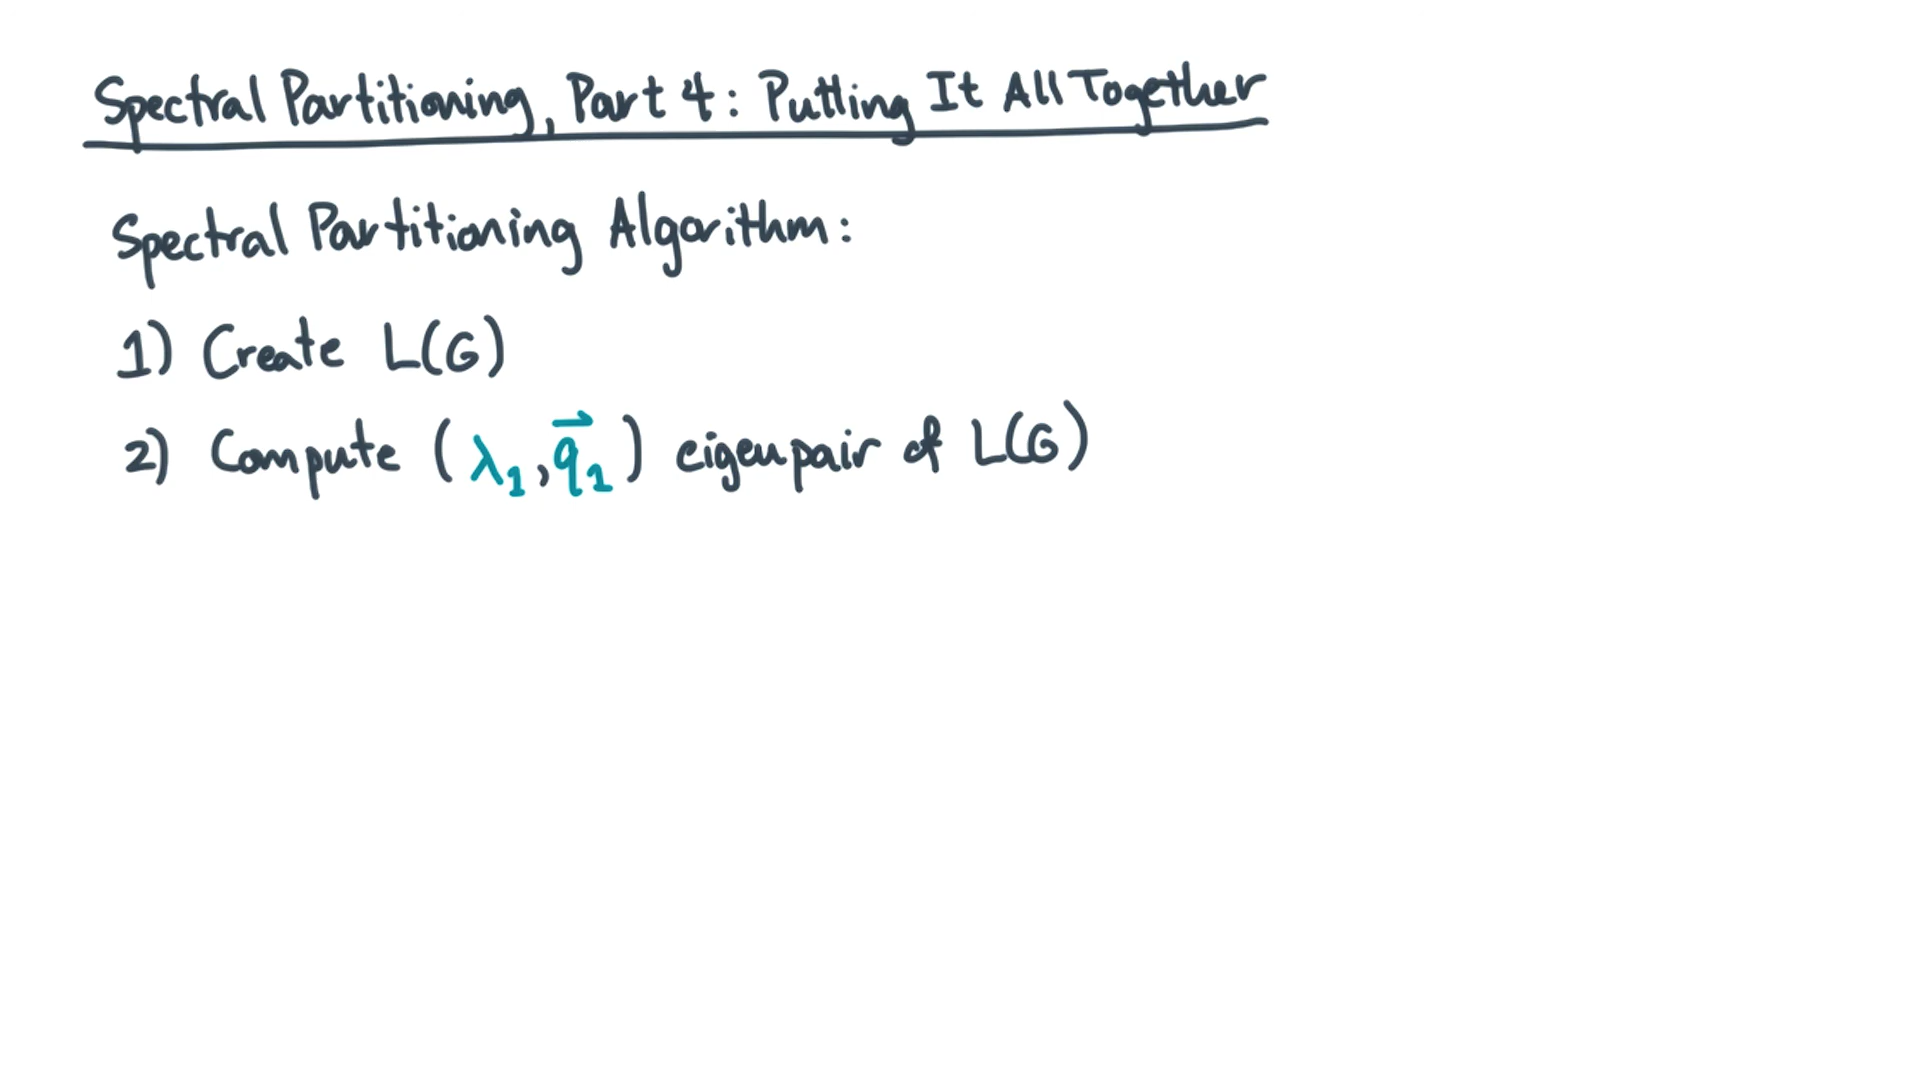 Spectral Partitioning, Part 4: Putting It All Together
Spectral Partitioning Algorithm:
1) Create L(G)
2) Compute (λ₁, q⃗₁) eigenpair of L(G)